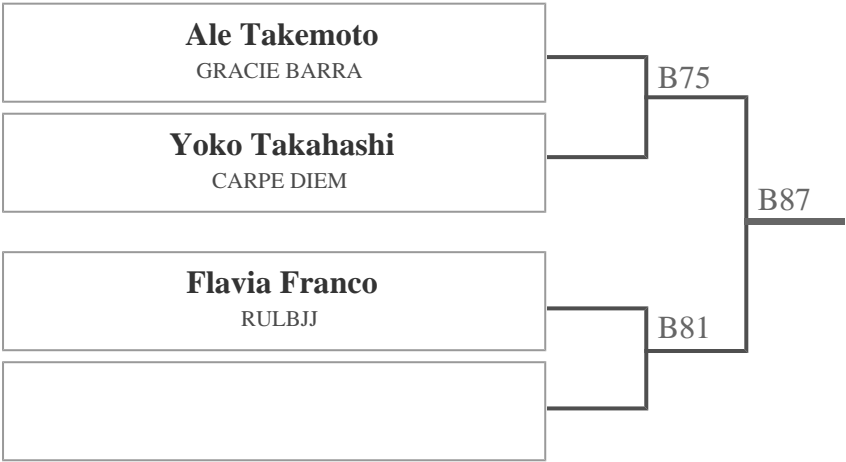 Ale Takemoto
GRACIE BARRA
B75
Yoko Takahashi
CARPE DIEM
B87
Flavia Franco
RULBJJ
B81